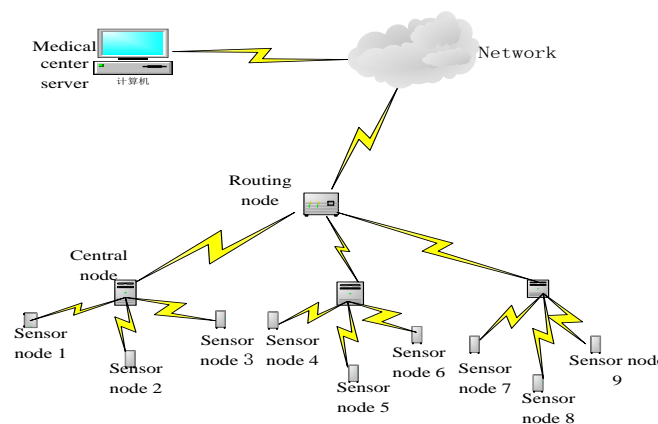 Medical
center
server
计算机
Network
Routing
node
Central
node
Sensor
node 1
Sensor
node 2
Sensor
node 3
Sensor
node 4
Sensor
node 5
Sensor
node 6
Sensor
node 7
Sensor
node 8
Sensor node
9